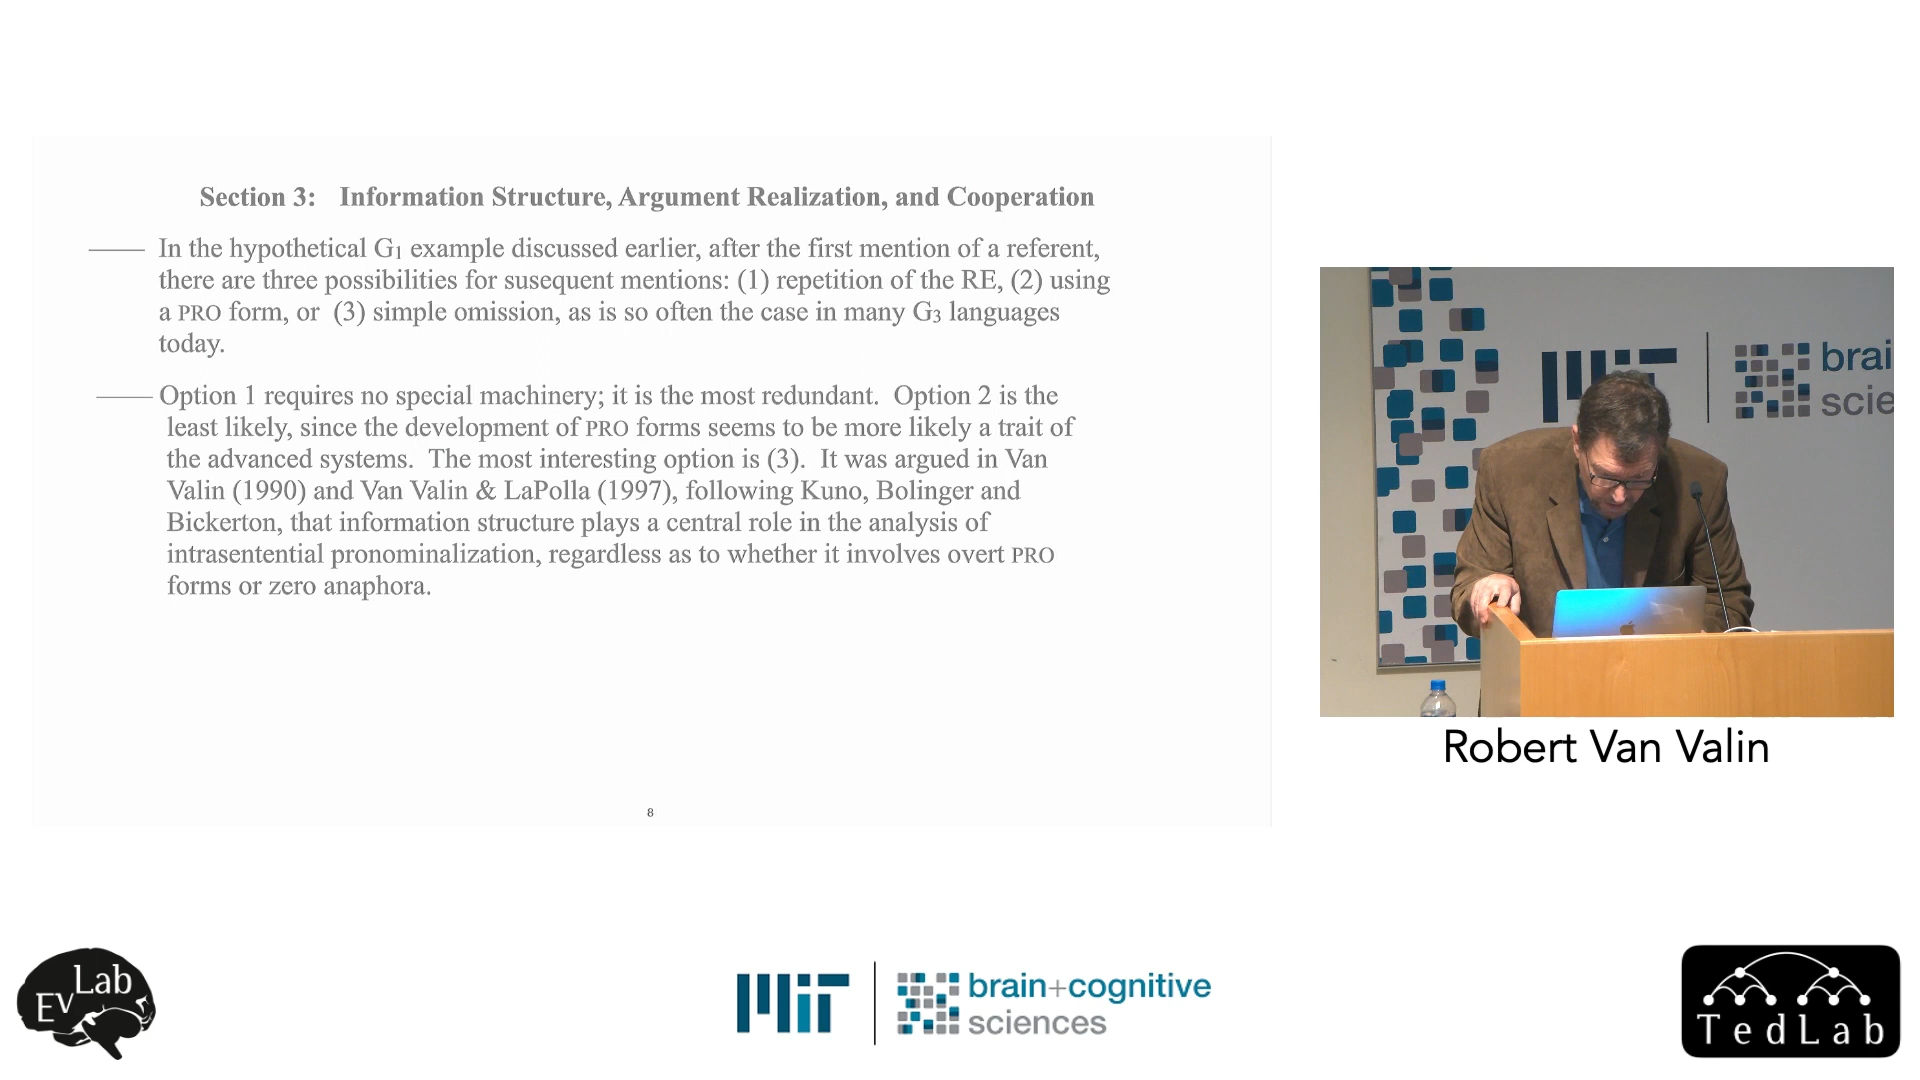 Section 3: Information Structure, Argument Realization, and Cooperation
In the hypothetical G1 example discussed earlier, after the first mention of a referent,
there are three possibilities for susequent mentions: (1) repetition of the RE, (2) using
a PRO form, or (3) simple omission, as is so often the case in many G3 languages
today.
Option 1 requires no special machinery; it is the most redundant. Option 2 is the
least likely, since the development of PRO forms seems to be more likely a trait of
the advanced systems. The most interesting option is (3). It was argued in Van
Valin (1990) and Van Valin & LaPolla (1997), following Kuno, Bolinger and
Bickerton, that information structure plays a central role in the analysis of
intrasentential pronominalization, regardless as to whether it involves overt PRO
forms or zero anaphora.
8
MIT
brai
scie
Robert Van Valin
EvLab
MIT
brain+cognitive
sciences
TedLab